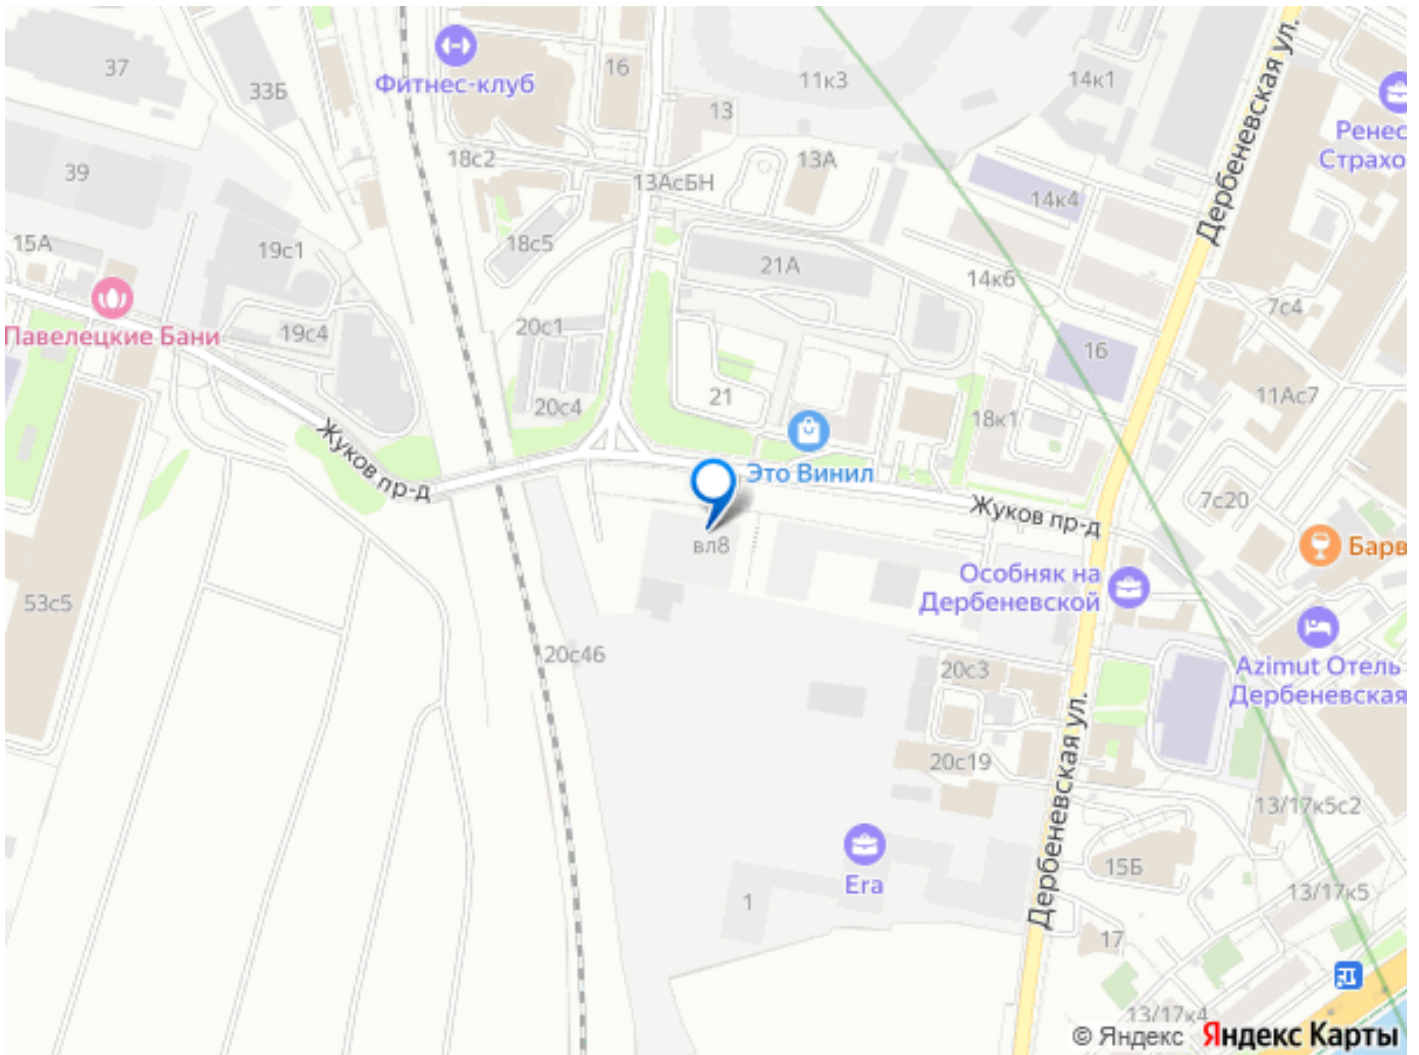 37
33Б
Фитнес-клуб
16
11к3
14к1
Дербеневская ул.
Ренес
Страхо
13
39
18с2
13А
13АсБН
14к4
15А
19с1
18с5
21А
14к6
7с4
Павелецкие Бани
19с4
20с1
16
11Ас7
20с4
21
18к1
Жуков пр-д
Это Винил
7с20
Жуков пр-д
вл8
Барв
Особняк на
Дербеневской
53с5
20с46
20с3
Azimut Отель
Дербеневская
Дербеневская ул.
20с19
13/17к5с2
Era
15Б
1
13/17к5
17
13/17к4
© Яндекс Яндекс Карты